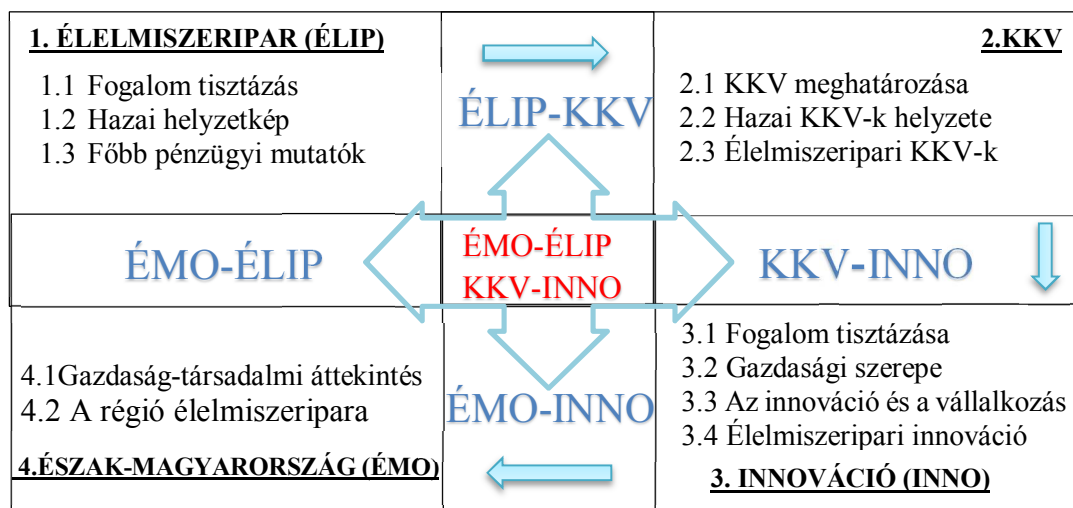 1. ÉLELMISZERIPAR (ÉLIP)
1.1 Fogalom tisztázás
1.2 Hazai helyzetkép
1.3 Főbb pénzügyi mutatók
ÉLIP-KKV
2.KKV
2.1 KKV meghatározása
2.2 Hazai KKV-k helyzete
2.3 Élelmiszeripari KKV-k
ÉMO-ÉLIP
ÉMO-ÉLIP
KKV-INNO
KKV-INNO
4.1Gazdaság-társadalmi áttekintés
4.2 A régió élelmiszeripara
4.ÉSZAK-MAGYARORSZÁG (ÉMO)
ÉMO-INNO
3.1 Fogalom tisztázása
3.2 Gazdasági szerepe
3.3 Az innováció és a vállalkozás
3.4 Élelmiszeripari innováció
3. INNOVÁCIÓ (INNO)